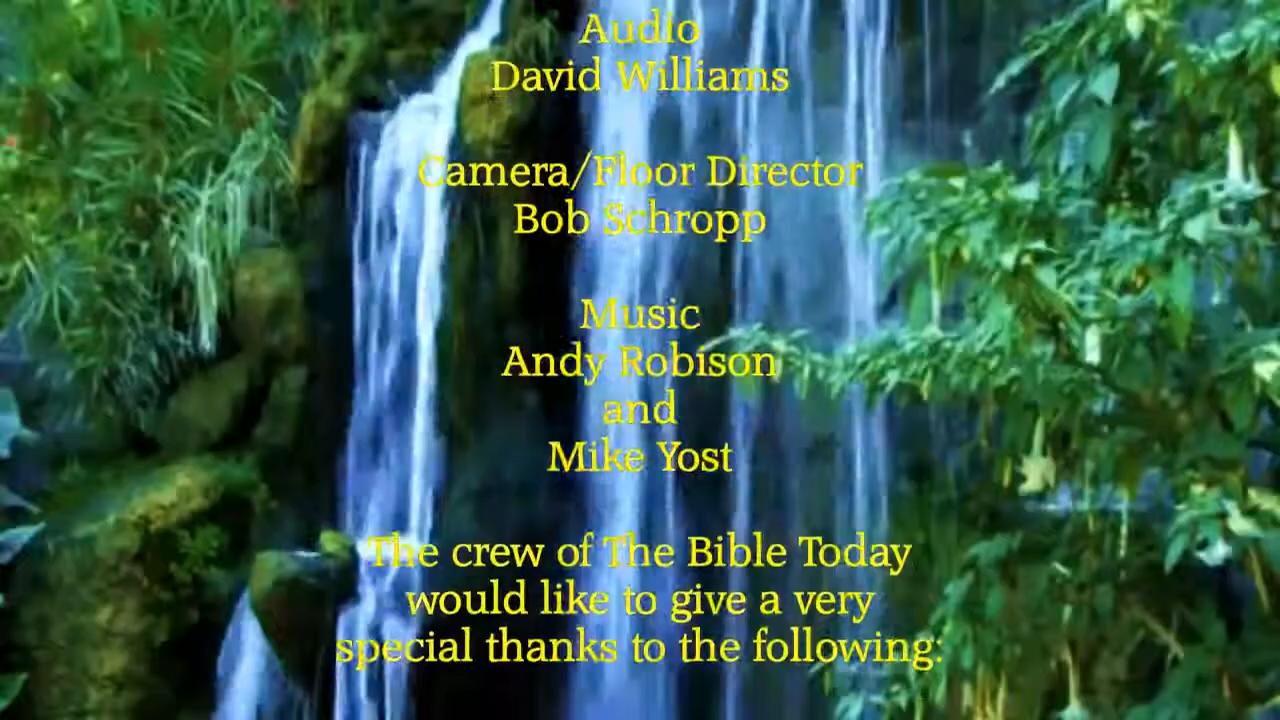 Audio
David Williams
Camera/Floor Director
Bob Schropp
Music
Andy Robison
and
Mike Yost
The crew of The Bible Today
would like to give a very
special thanks to the following: